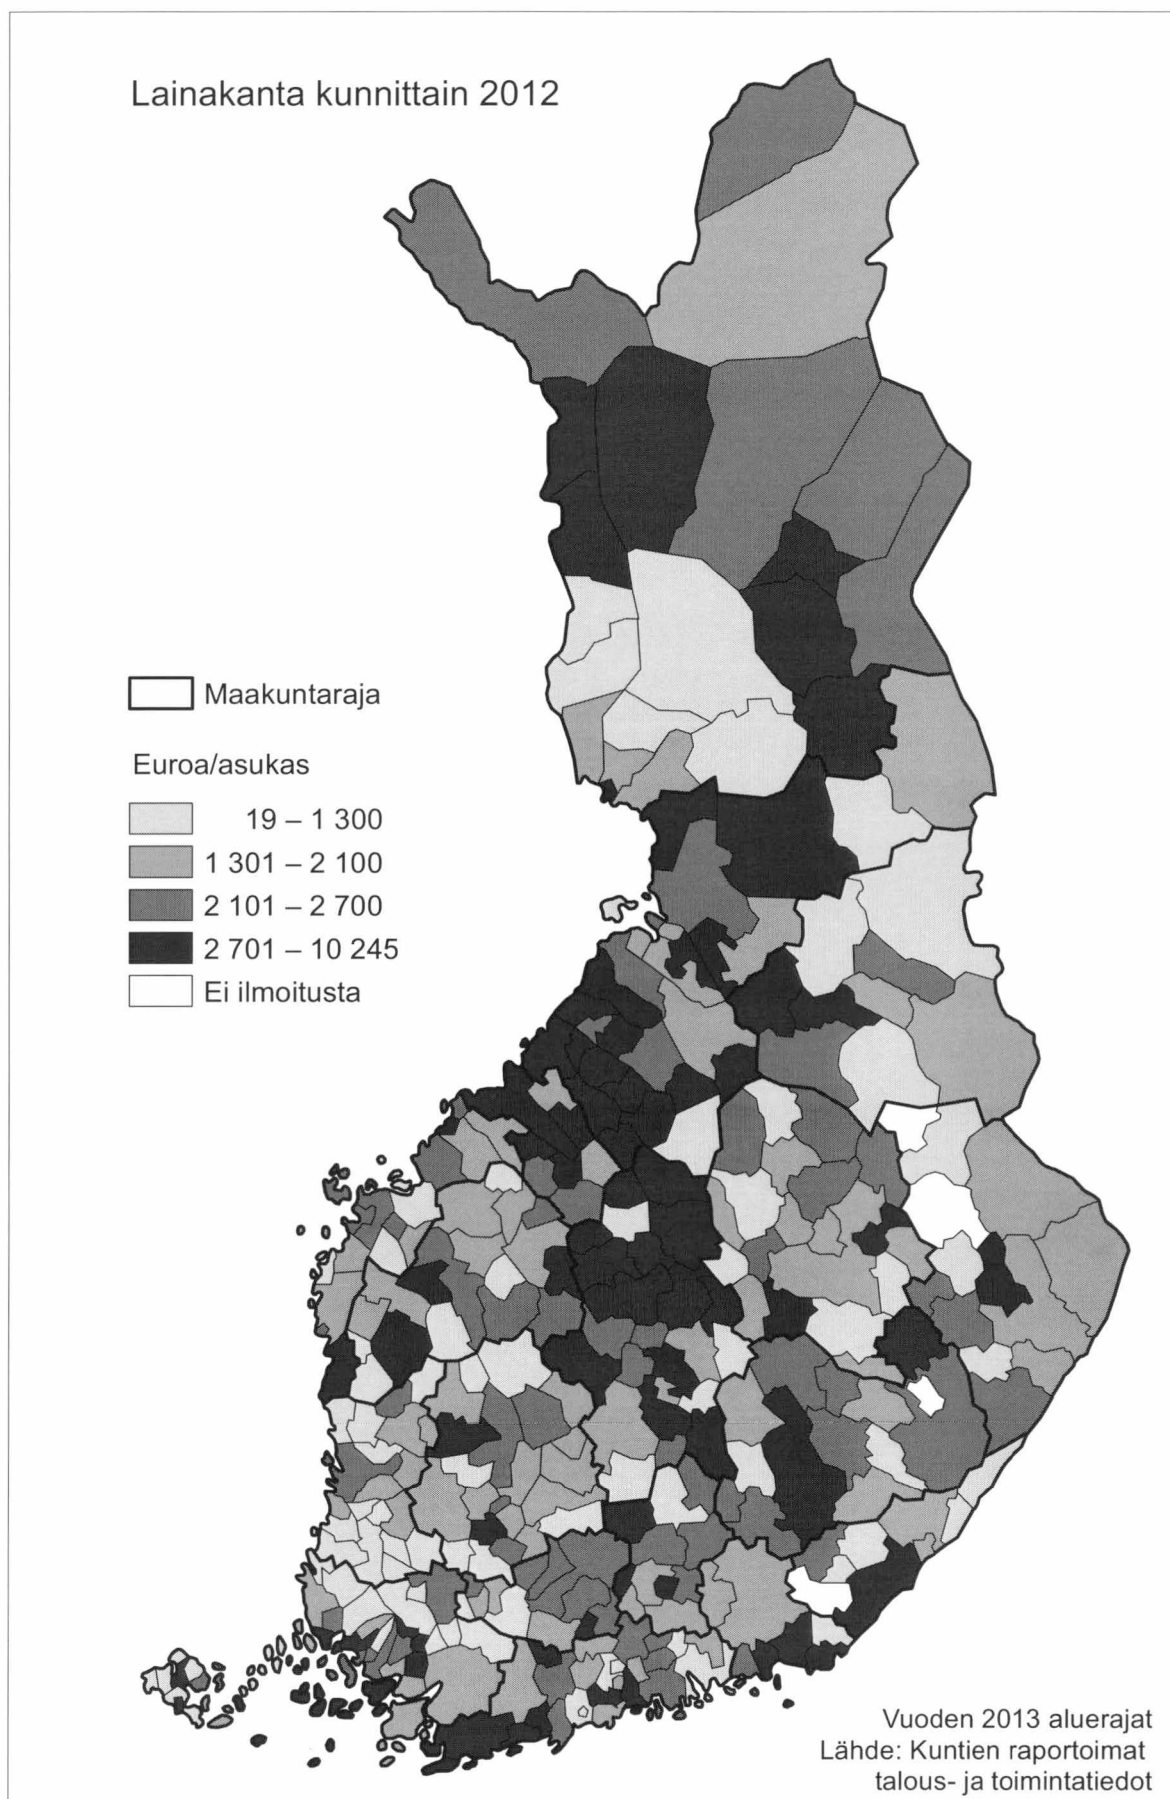 Lainakanta kunnittain 2012
Maakuntaraja
Euroa/asukas
19 – 1 300
1 301 – 2 100
2 101 – 2 700
2 701 – 10 245
Ei ilmoitusta
Vuoden 2013 aluerajat
Lähde: Kuntien raportoimat
talous- ja toimintatiedot